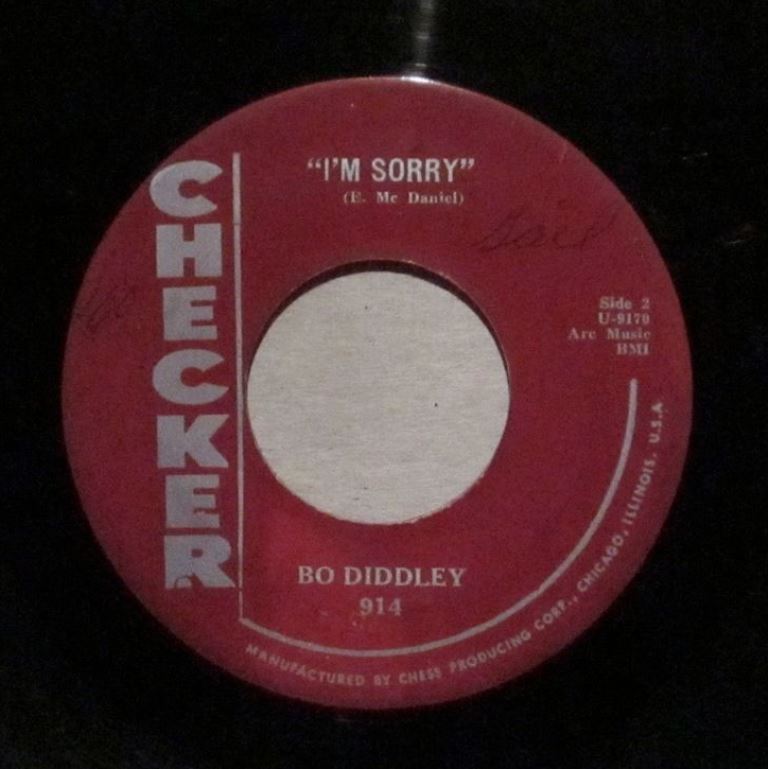 CHECKER
"I'M SORRY"
(E. Mc Daniel)
Side 2
U-9170
Arc Music
BMI
BO DIDDLEY
914
MANUFACTURED BY CHESS PRODUCING CORP., CHICAGO, ILLINOIS, U.S.A